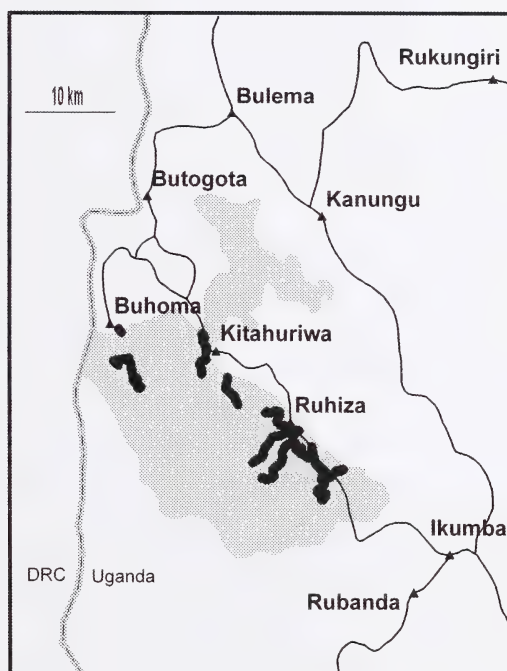 Rukungiri
10 km
Bulema
Butogota
Kanungu
Buhoma
Kitahuriwa
Ruhiza
Ikumba
DRC Uganda
Rubanda